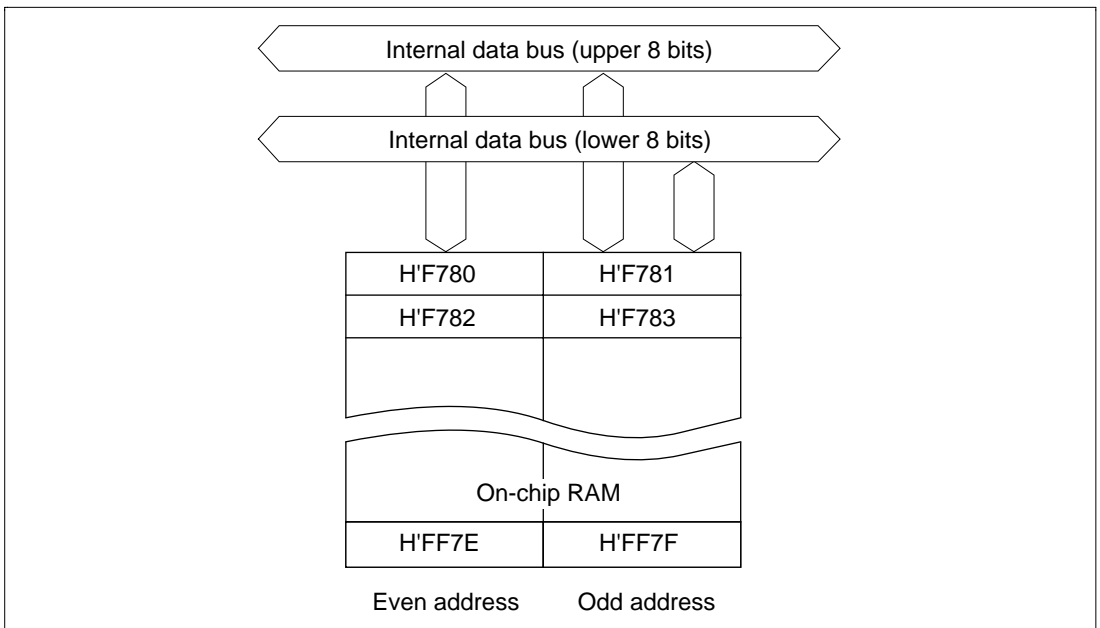 Internal data bus (upper 8 bits)
Internal data bus (lower 8 bits)
H'F780 H'F781
H'F782 H'F783
On-chip RAM
H'FF7E H'FF7F
Even address Odd address